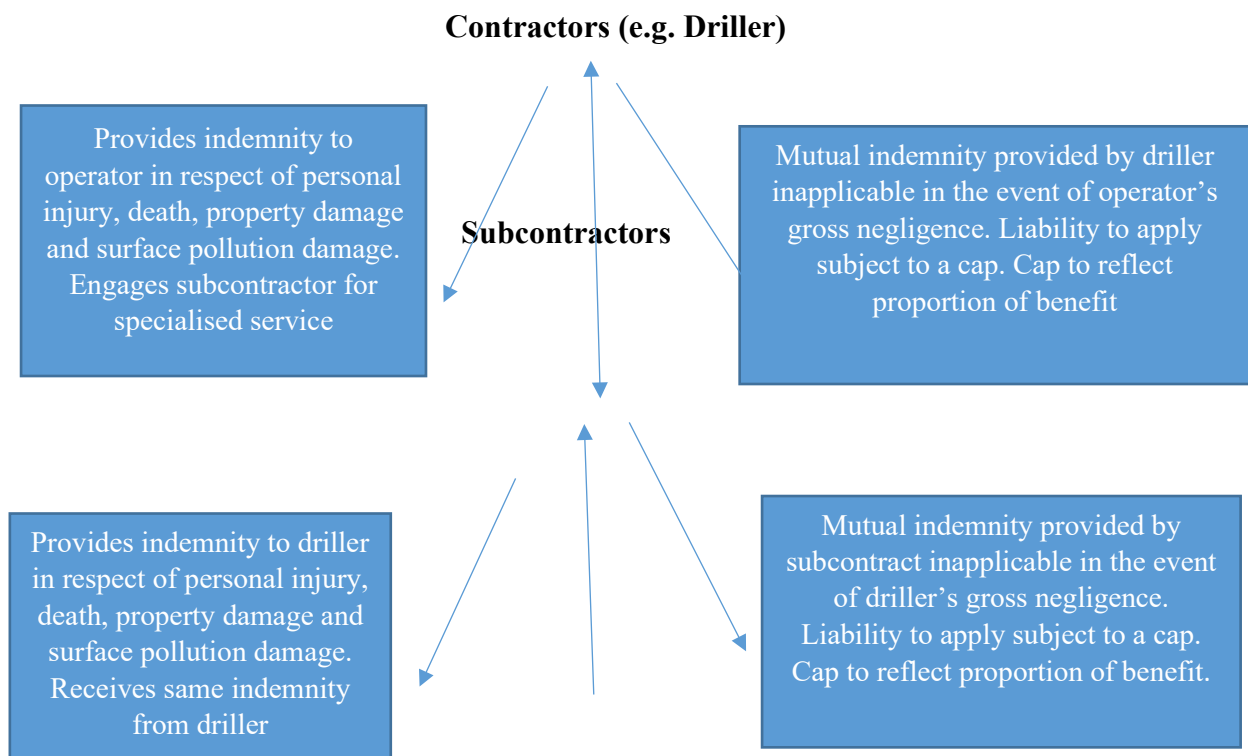 Contractors (e.g. Driller)
Provides indemnity to
operator in respect of personal
injury, death, property damage
and surface pollution damage.
Engages subcontractor for
specialised service
Mutual indemnity provided by driller
inapplicable in the event of operator’s
gross negligence. Liability to apply
subject to a cap. Cap to reflect
proportion of benefit
Subcontractors
Provides indemnity to driller
in respect of personal injury,
death, property damage and
surface pollution damage.
Receives same indemnity
from driller
Mutual indemnity provided by
subcontract inapplicable in the event
of driller’s gross negligence.
Liability to apply subject to a cap.
Cap to reflect proportion of benefit.